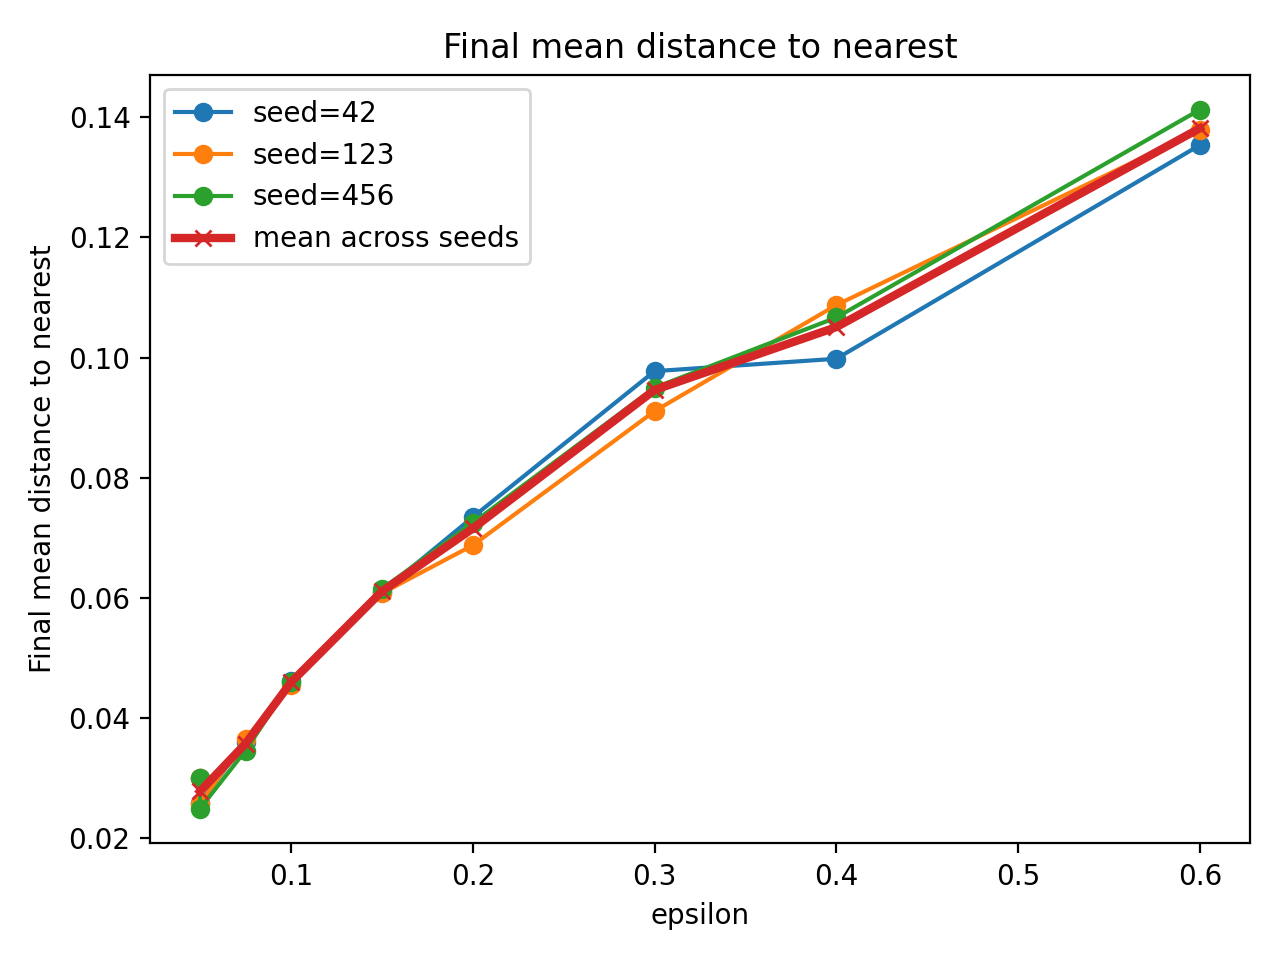 Final mean distance to nearest
seed=42
seed=123
seed=456
mean across seeds
Final mean distance to nearest
0.14
0.12
0.10
0.08
0.06
0.04
0.02
0.1
0.2
0.3
0.4
0.5
0.6
epsilon